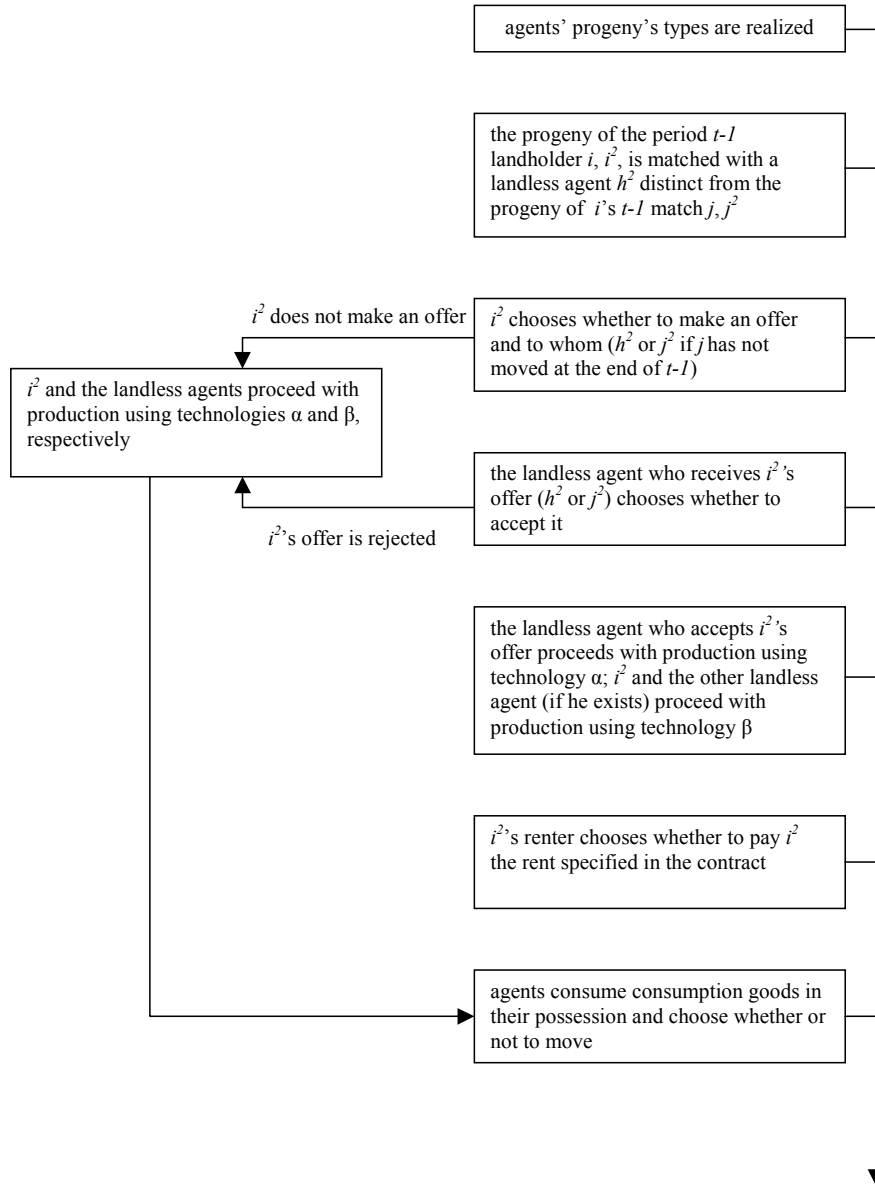 agents’ progeny’s types are realized
the progeny of the period t-1
landholder i, i², is matched with a
landless agent h² distinct from the
progeny of i’s t-1 match j, j²
i² does not make an offer
i² chooses whether to make an offer
and to whom (h² or j² if j has not
moved at the end of t-1)
i² and the landless agents proceed with
production using technologies α and β,
respectively
the landless agent who receives i²’s
offer (h² or j²) chooses whether to
accept it
i²’s offer is rejected
the landless agent who accepts i²’s
offer proceeds with production using
technology α; i² and the other landless
agent (if he exists) proceed with
production using technology β
i²’s renter chooses whether to pay i²
the rent specified in the contract
agents consume consumption goods in
their possession and choose whether or
not to move